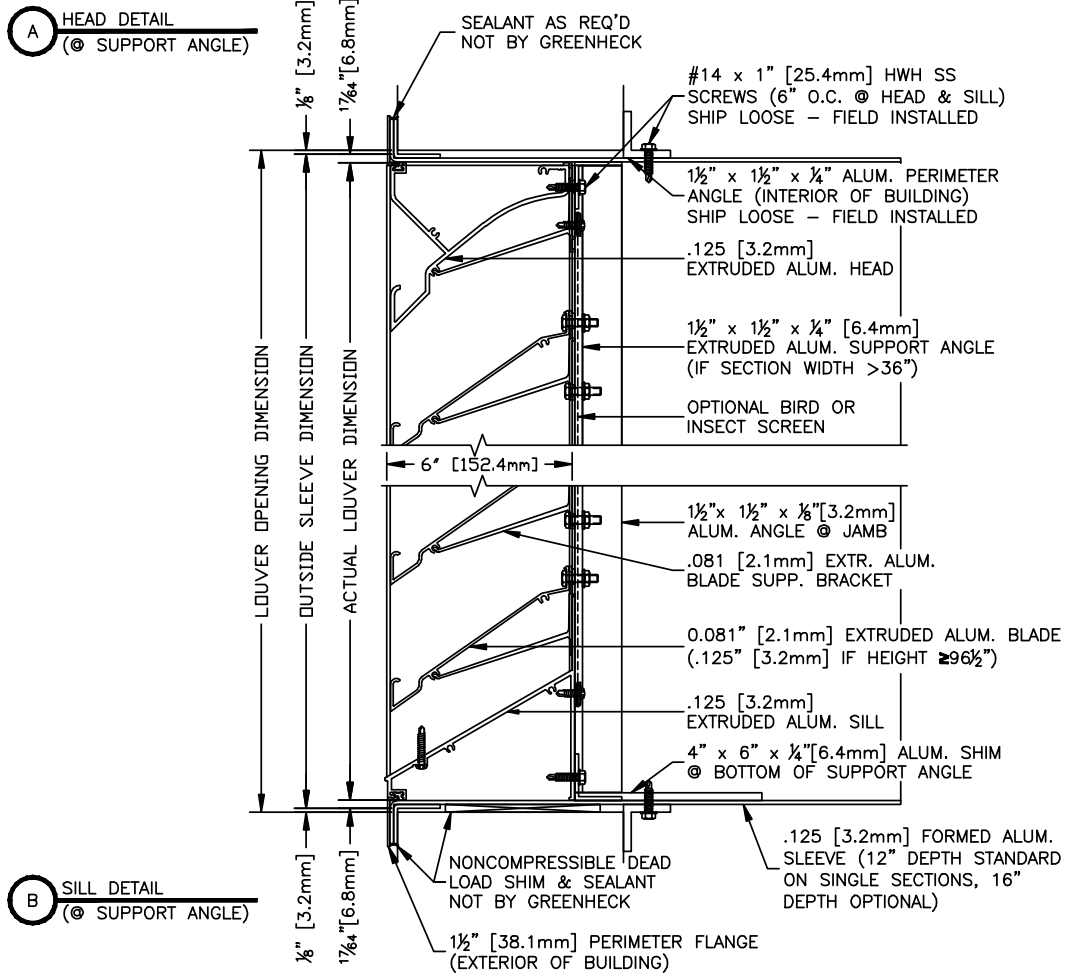 A
HEAD DETAIL
(@ SUPPORT ANGLE)
⅛" [3.2mm]
17⁄64"[6.8mm]
SEALANT AS REQ'D
NOT BY GREENHECK
#14 x 1" [25.4mm] HWH SS
SCREWS (6" O.C. @ HEAD & SILL)
SHIP LOOSE – FIELD INSTALLED
1½" x 1½" x ¼" ALUM. PERIMETER
ANGLE (INTERIOR OF BUILDING)
SHIP LOOSE – FIELD INSTALLED
.125 [3.2mm]
EXTRUDED ALUM. HEAD
1½" x 1½" x ¼" [6.4mm]
EXTRUDED ALUM. SUPPORT ANGLE
(IF SECTION WIDTH >36")
OPTIONAL BIRD OR
INSECT SCREEN
LOUVER OPENING DIMENSION
OUTSIDE SLEEVE DIMENSION
ACTUAL LOUVER DIMENSION
6" [152.4mm]
1½"x 1½" x ⅛"[3.2mm]
ALUM. ANGLE @ JAMB
.081 [2.1mm] EXTR. ALUM.
BLADE SUPP. BRACKET
0.081" [2.1mm] EXTRUDED ALUM. BLADE
(.125" [3.2mm] IF HEIGHT ≥96½")
.125 [3.2mm]
EXTRUDED ALUM. SILL
4" x 6" x ¼"[6.4mm] ALUM. SHIM
@ BOTTOM OF SUPPORT ANGLE
.125 [3.2mm] FORMED ALUM.
SLEEVE (12" DEPTH STANDARD
ON SINGLE SECTIONS, 16"
DEPTH OPTIONAL)
NONCOMPRESSIBLE DEAD
LOAD SHIM & SEALANT
NOT BY GREENHECK
B
SILL DETAIL
(@ SUPPORT ANGLE)
⅛" [3.2mm]
17⁄64"[6.8mm]
1½" [38.1mm] PERIMETER FLANGE
(EXTERIOR OF BUILDING)